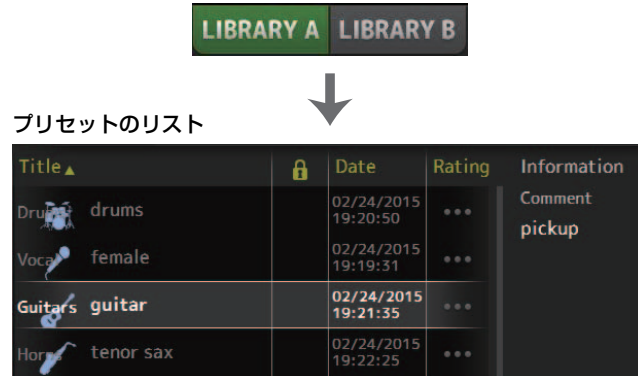 LIBRARY A LIBRARY B
プリセットのリスト
Title▲ Date Rating Information
Drums drums 02/24/2015 19:20:50 ••• Comment
Vocal female 02/24/2015 19:19:31 ••• pickup
Guitars guitar 02/24/2015 19:21:35 •••
Horns tenor sax 02/24/2015 19:22:25 •••